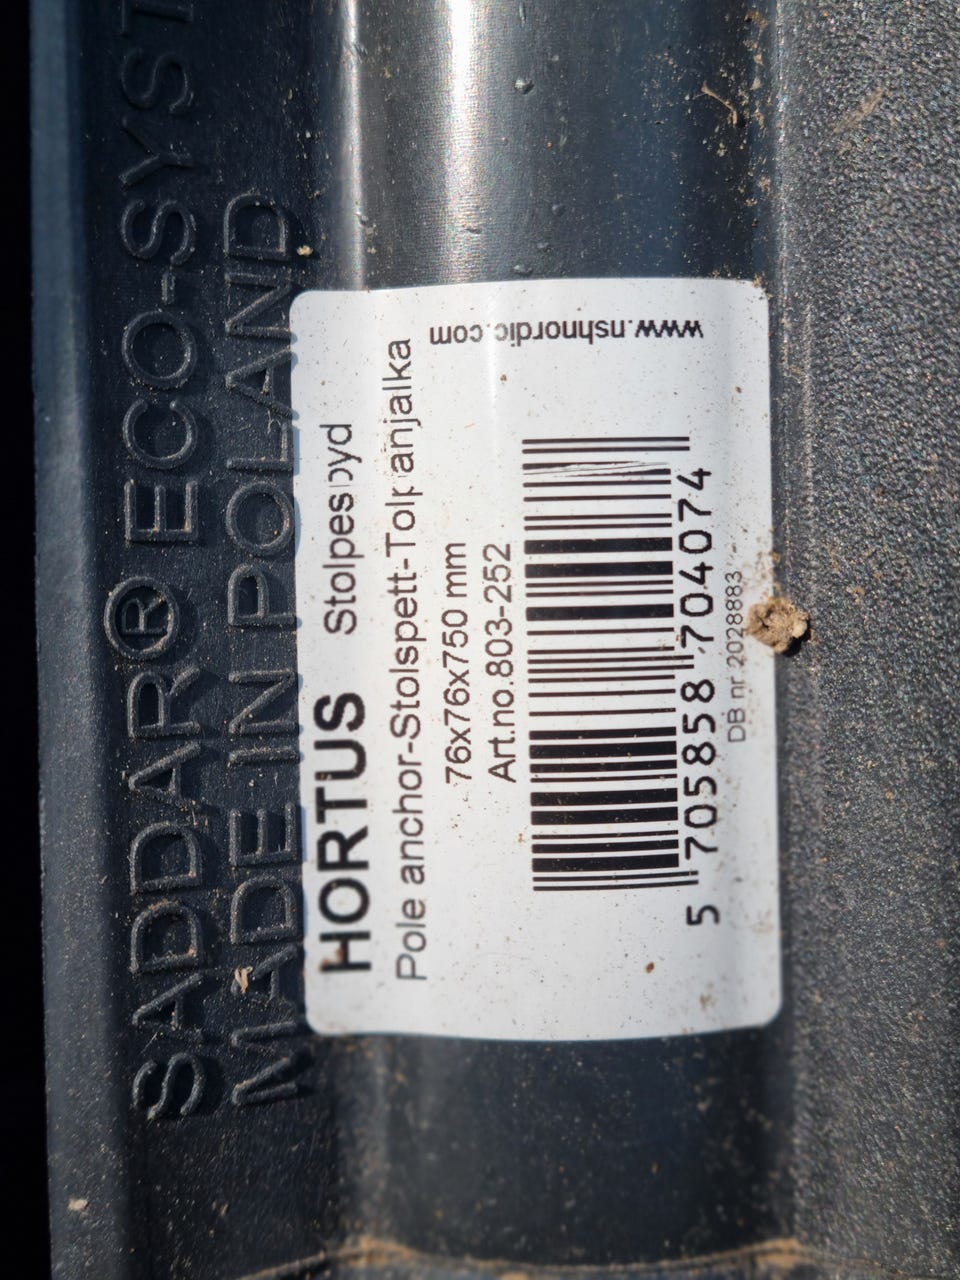 SADDAR® ECO-SYST
MADE IN POLAND
HORTUS Stolpespyd
Pole anchor-Stolspett-Tolpanjalka
76x76x750 mm
Art.no.803-252
5 705858 704074
DB nr. 2028883
www.nshnordic.com